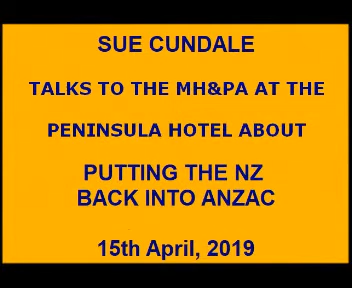 SUE CUNDALE
TALKS TO THE MH&PA AT THE
PENINSULA HOTEL ABOUT
PUTTING THE NZ
BACK INTO ANZAC
15th April, 2019